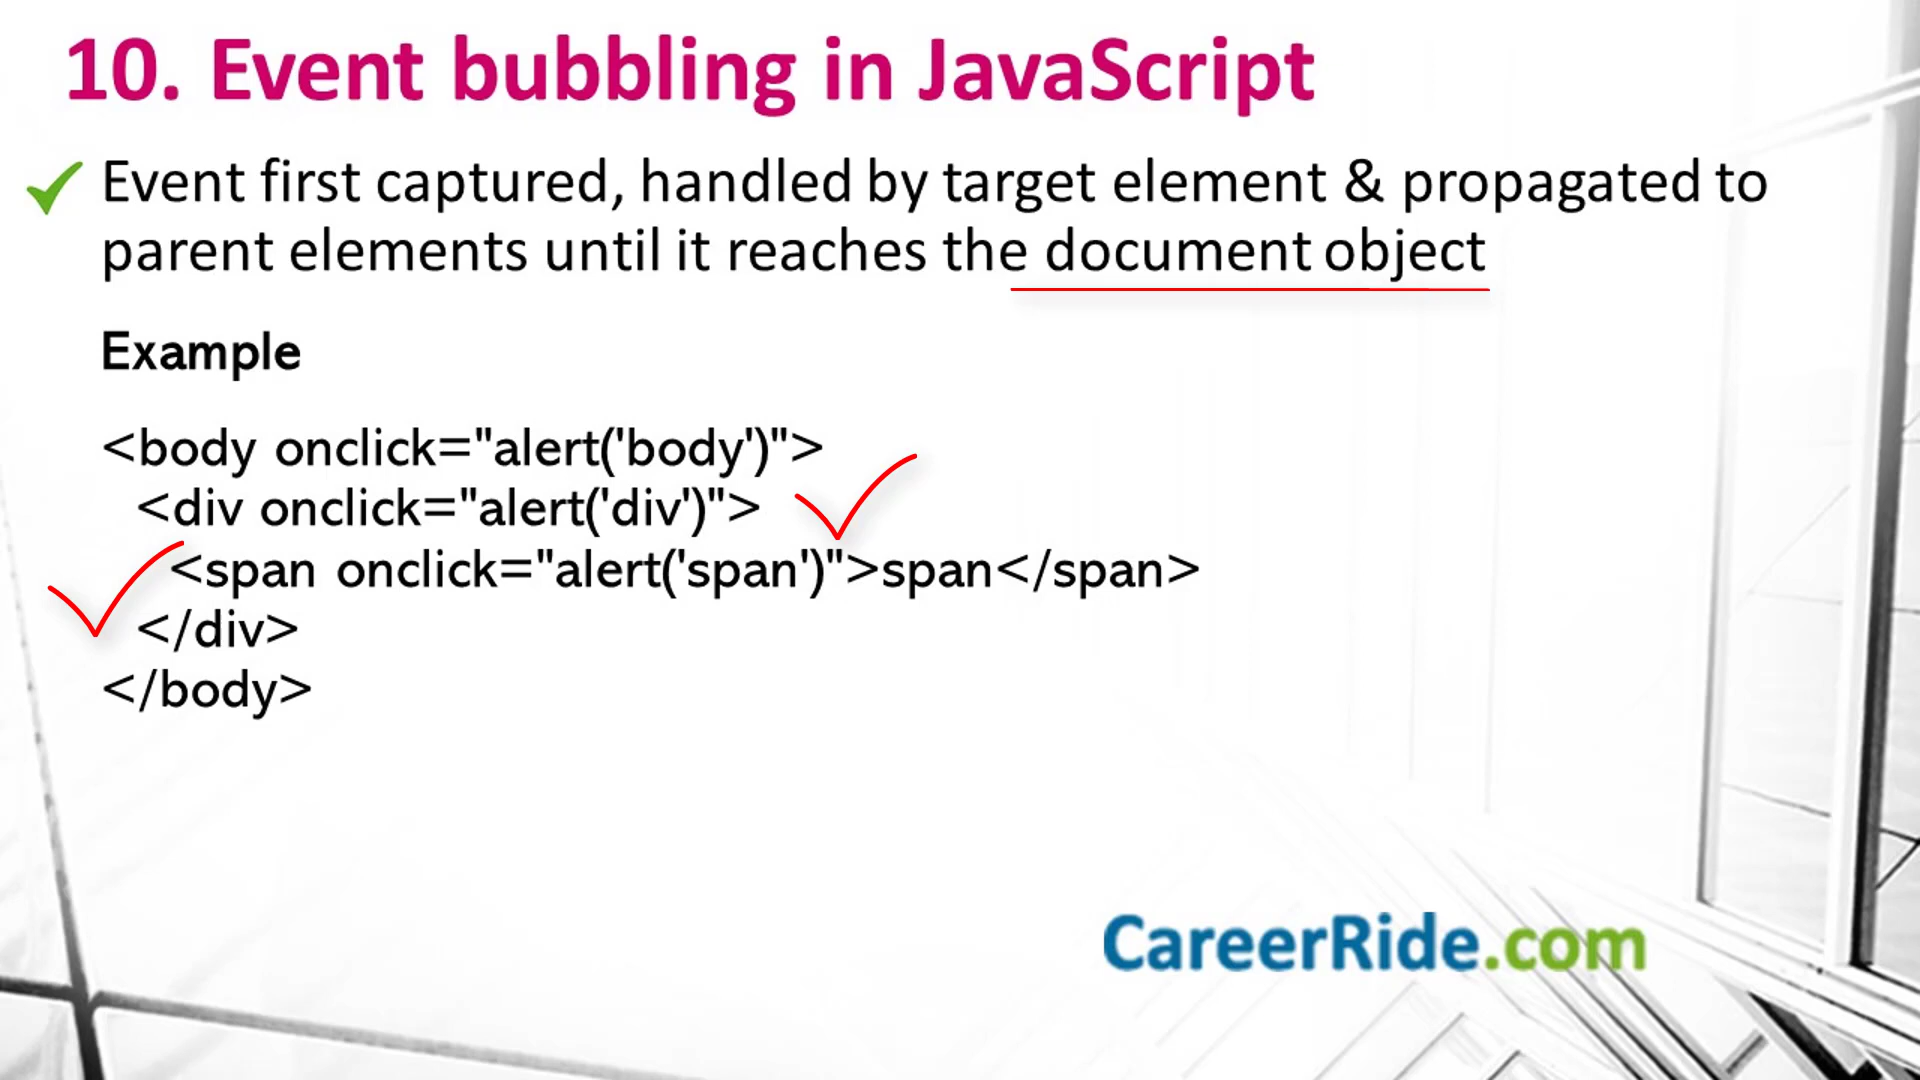 10. Event bubbling in JavaScript
Event first captured, handled by target element & propagated to
parent elements until it reaches the document object
Example
<body onclick="alert('body')">
<div onclick="alert('div')">
<span onclick="alert('span')">span</span>
</div>
</body>
CareerRide.com